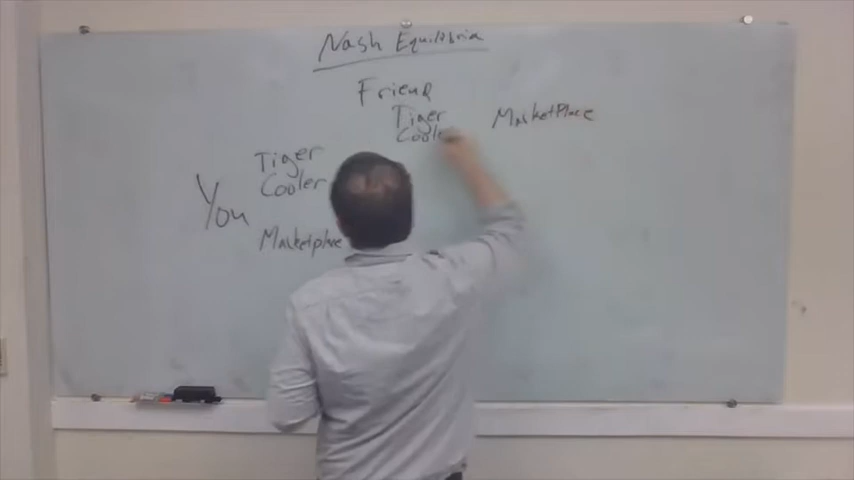 Nash Equilibria
Friend
Tiger
Cooler
MarketPlace
Tiger
Cooler
You
Marketplace